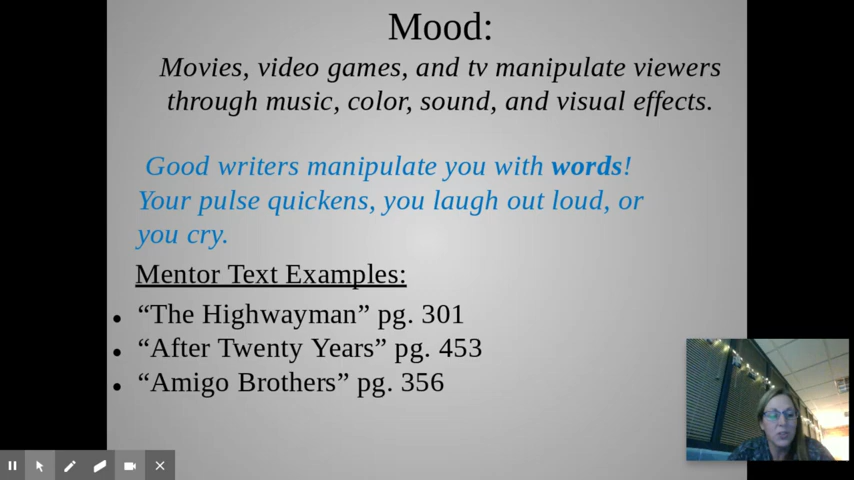 Mood:
Movies, video games, and tv manipulate viewers
through music, color, sound, and visual effects.
Good writers manipulate you with words!
Your pulse quickens, you laugh out loud, or
you cry.
Mentor Text Examples:
• “The Highwayman” pg. 301
• “After Twenty Years” pg. 453
• “Amigo Brothers” pg. 356